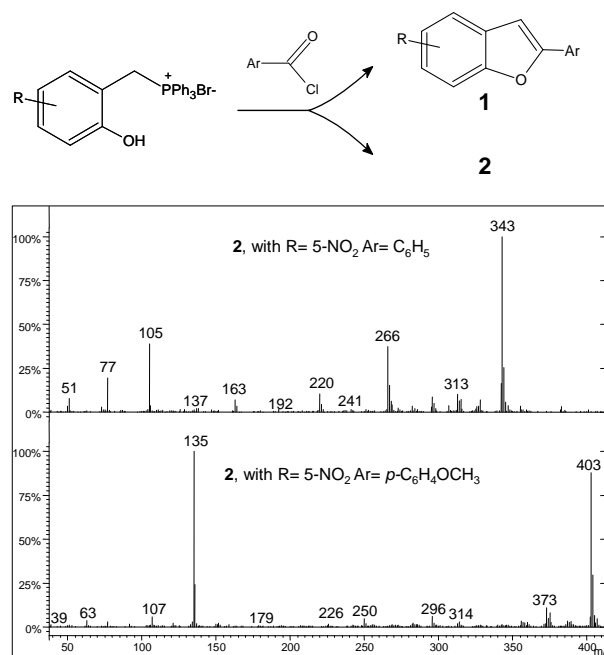 R
PPh3Br-
+
OH
Ar
O
Cl
R
O
Ar
1
2
100%
75%
50%
25%
0%
2, with R= 5-NO2 Ar= C6H5
51
77
105
137
163
192
220
241
266
313
343
100%
75%
50%
25%
0%
2, with R= 5-NO2 Ar= p-C6H4OCH3
39
63
107
135
179
226
250
296
314
373
403
50 100 150 200 250 300 350 400